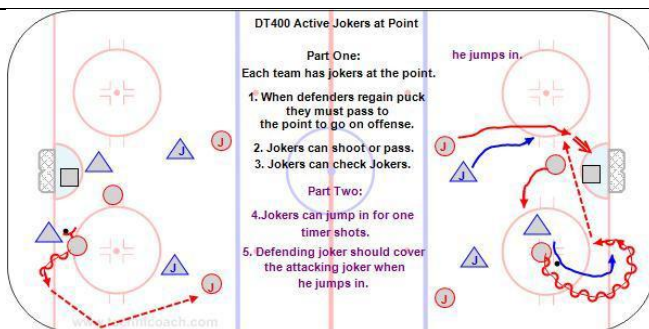 DT400 Active Jokers at Point
Part One:
Each team has jokers at the point.
1. When defenders regain puck
they must pass to
the point to go on offense.
2. Jokers can shoot or pass.
3. Jokers can check Jokers.
Part Two:
4.Jokers can jump in for one
timer shots.
5. Defending joker should cover
the attacking joker when
he jumps in.
he jumps in.
J
J
J
J
J
J
J
J